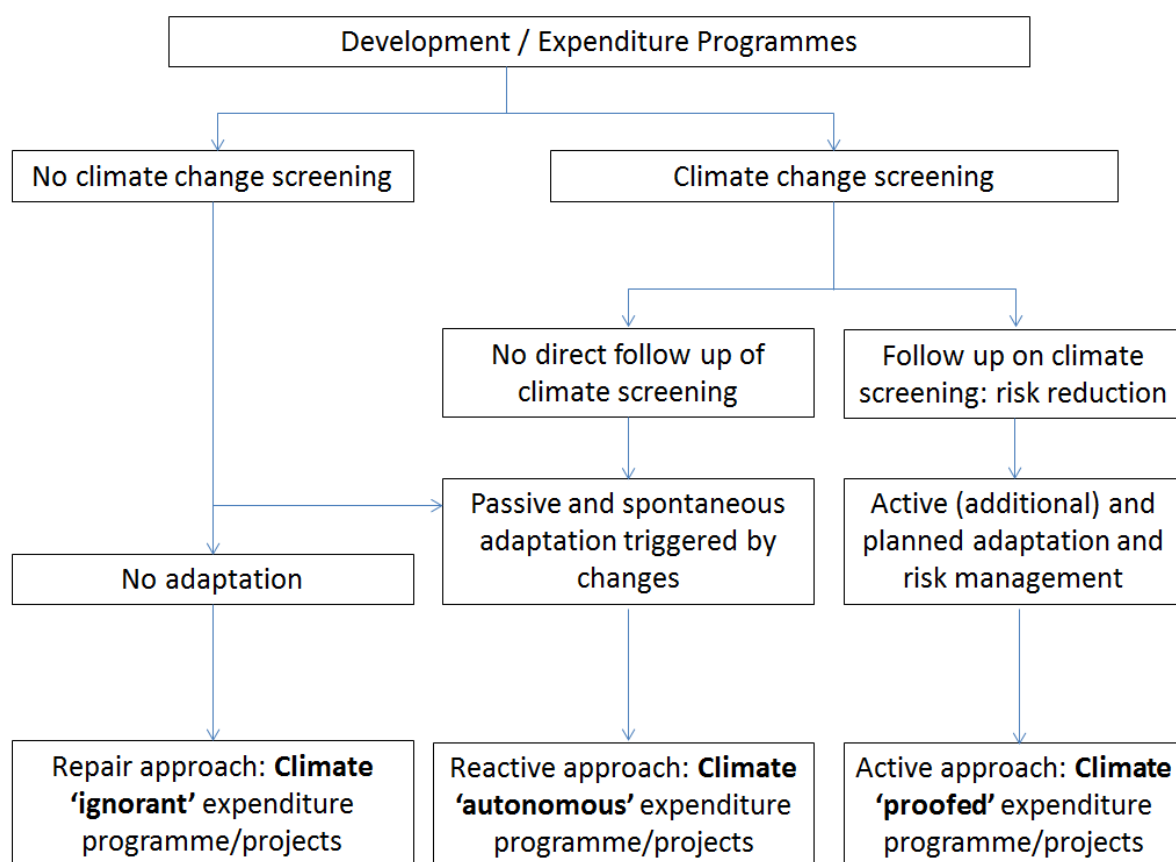 Development / Expenditure Programmes
No climate change screening
Climate change screening
No direct follow up of
climate screening
Follow up on climate
screening: risk reduction
Passive and spontaneous
adaptation triggered by
changes
Active (additional) and
planned adaptation and
risk management
No adaptation
Repair approach: Climate
‘ignorant’ expenditure
programme/projects
Reactive approach: Climate
‘autonomous’ expenditure
programme/projects
Active approach: Climate
‘proofed’ expenditure
programme/projects